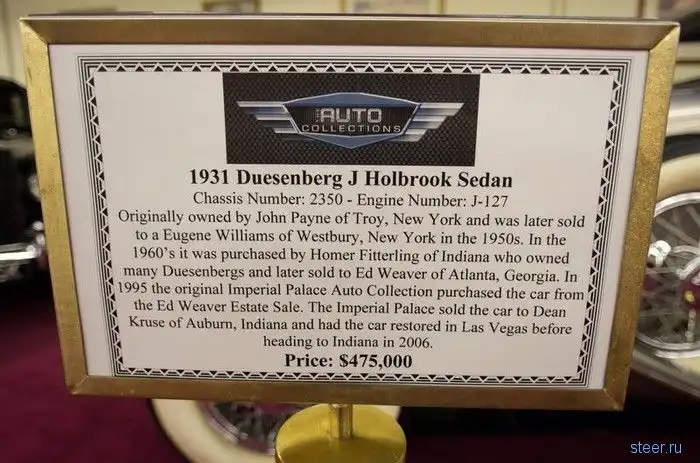 AUTO
COLLECTIONS
1931 Duesenberg J Holbrook Sedan
Chassis Number: 2350 - Engine Number: J-127
Originally owned by John Payne of Troy, New York and was later sold
to a Eugene Williams of Westbury, New York in the 1950s. In the
1960’s it was purchased by Homer Fitterling of Indiana who owned
many Duesenbergs and later sold to Ed Weaver of Atlanta, Georgia. In
1995 the original Imperial Palace Auto Collection purchased the car from
the Ed Weaver Estate Sale. The Imperial Palace sold the car to Dean
Kruse of Auburn, Indiana and had the car restored in Las Vegas before
heading to Indiana in 2006.
Price: $475,000
steer.ru